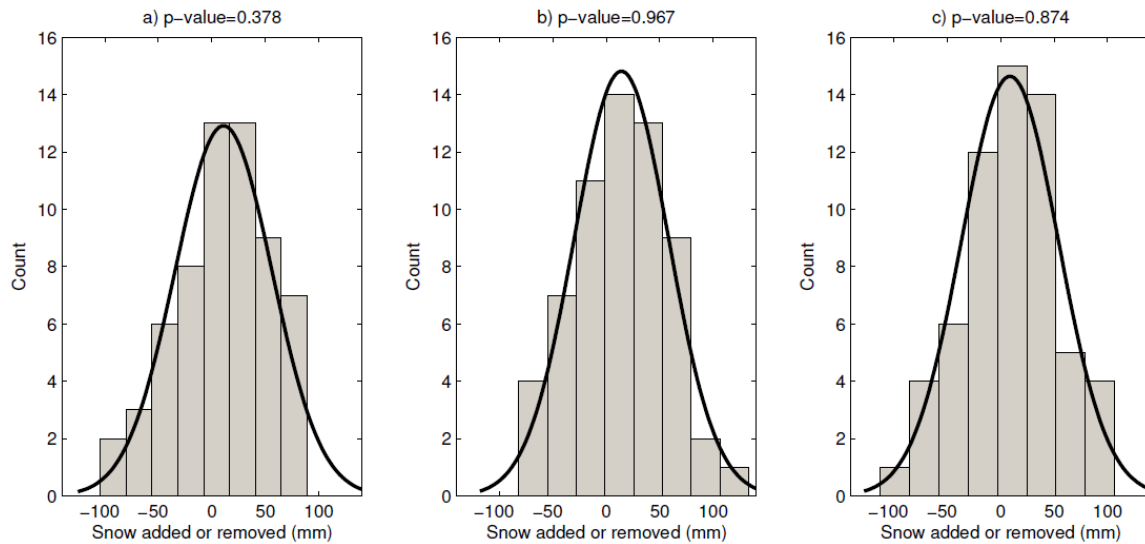 a) p−value=0.378
16
14
12
10
8
6
4
2
0
Count
−100 −50 0 50 100
Snow added or removed (mm)
b) p−value=0.967
16
14
12
10
8
6
4
2
0
Count
−100 −50 0 50 100
Snow added or removed (mm)
c) p−value=0.874
16
14
12
10
8
6
4
2
0
Count
−100 −50 0 50 100
Snow added or removed (mm)